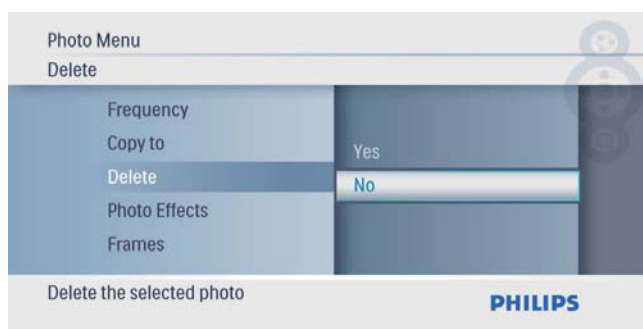 Photo Menu
Delete
Frequency
Copy to
Delete
Photo Effects
Frames
Yes
No
Delete the selected photo
PHILIPS